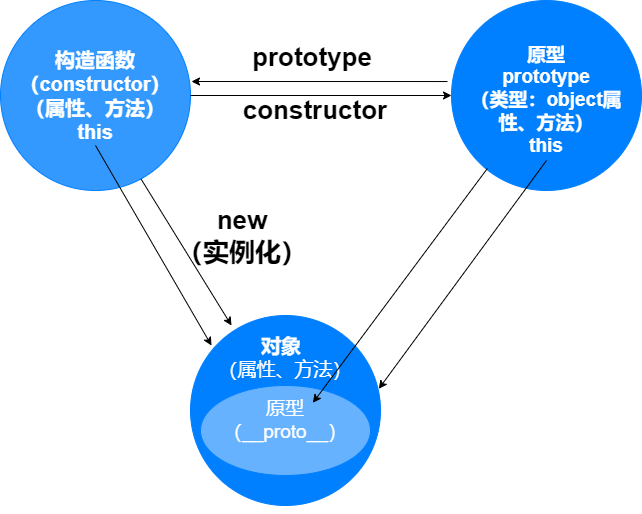 构造函数
（constructor）
（属性、方法）
this
prototype
constructor
原型
prototype
（类型：object属
性、方法）
this
new
（实例化）
对象
（属性、方法）
原型
(__proto__)